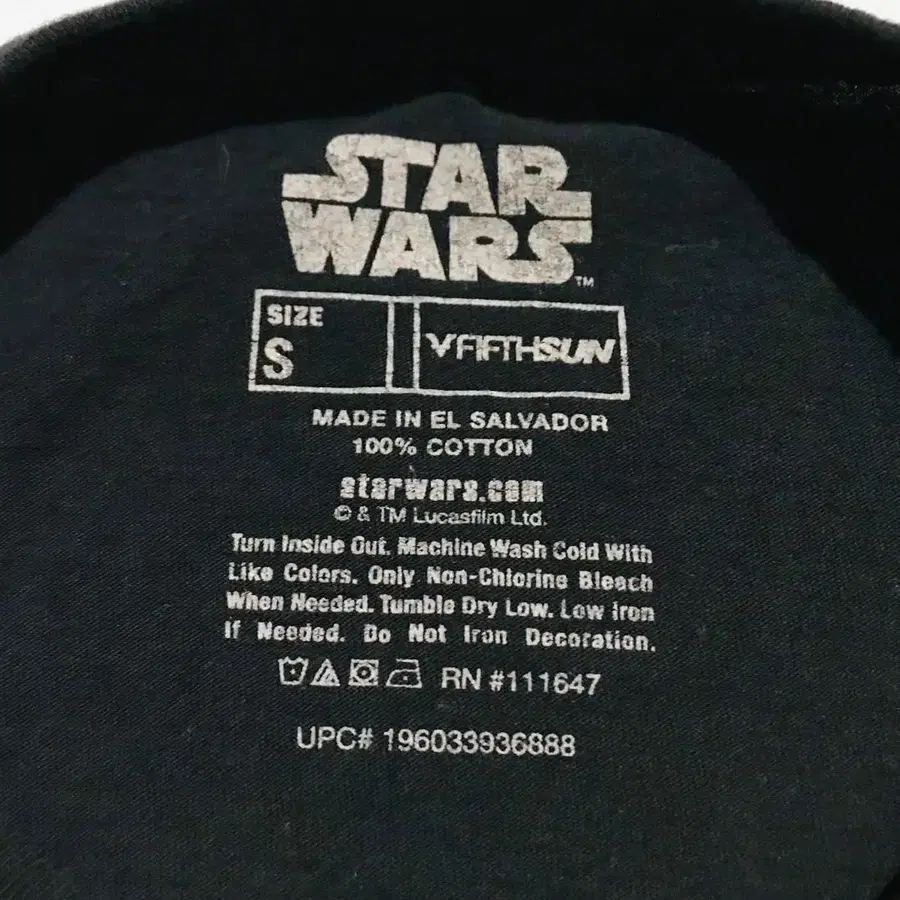 STAR
WARS™
SIZE
S
FIFTHSUN
MADE IN EL SALVADOR
100% COTTON
starwars.com
© & TM Lucasfilm Ltd.
Turn Inside Out. Machine Wash Cold With
Like Colors. Only Non-Chlorine Bleach
When Needed. Tumble Dry Low. Low Iron
If Needed. Do Not Iron Decoration.
RN #111647
UPC# 196033936888